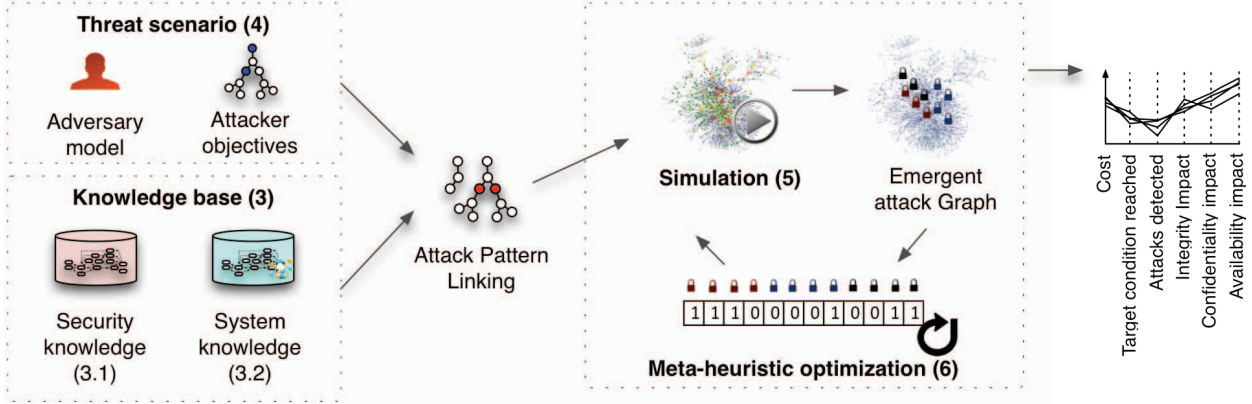 Threat scenario (4)
Adversary
model
Attacker
objectives
Knowledge base (3)
Security
knowledge
(3.1)
System
knowledge
(3.2)
Attack Pattern
Linking
Simulation (5)
Emergent
attack Graph
1 1 1 0 0 0 0 1 0 0 1 1
Meta-heuristic optimization (6)
Cost
Target condition reached
Attacks detected
Integrity Impact
Confidentiality impact
Availability impact